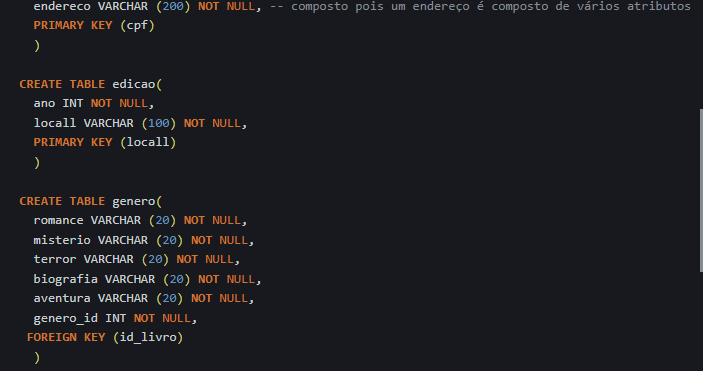 endereco VARCHAR (200) NOT NULL, -- composto pois um endereço é composto de vários atributos
PRIMARY KEY (cpf)
)
CREATE TABLE edicao(
ano INT NOT NULL,
locall VARCHAR (100) NOT NULL,
PRIMARY KEY (locall)
)
CREATE TABLE genero(
romance VARCHAR (20) NOT NULL,
misterio VARCHAR (20) NOT NULL,
terror VARCHAR (20) NOT NULL,
biografia VARCHAR (20) NOT NULL,
aventura VARCHAR (20) NOT NULL,
genero_id INT NOT NULL,
FOREIGN KEY (id_livro)
)